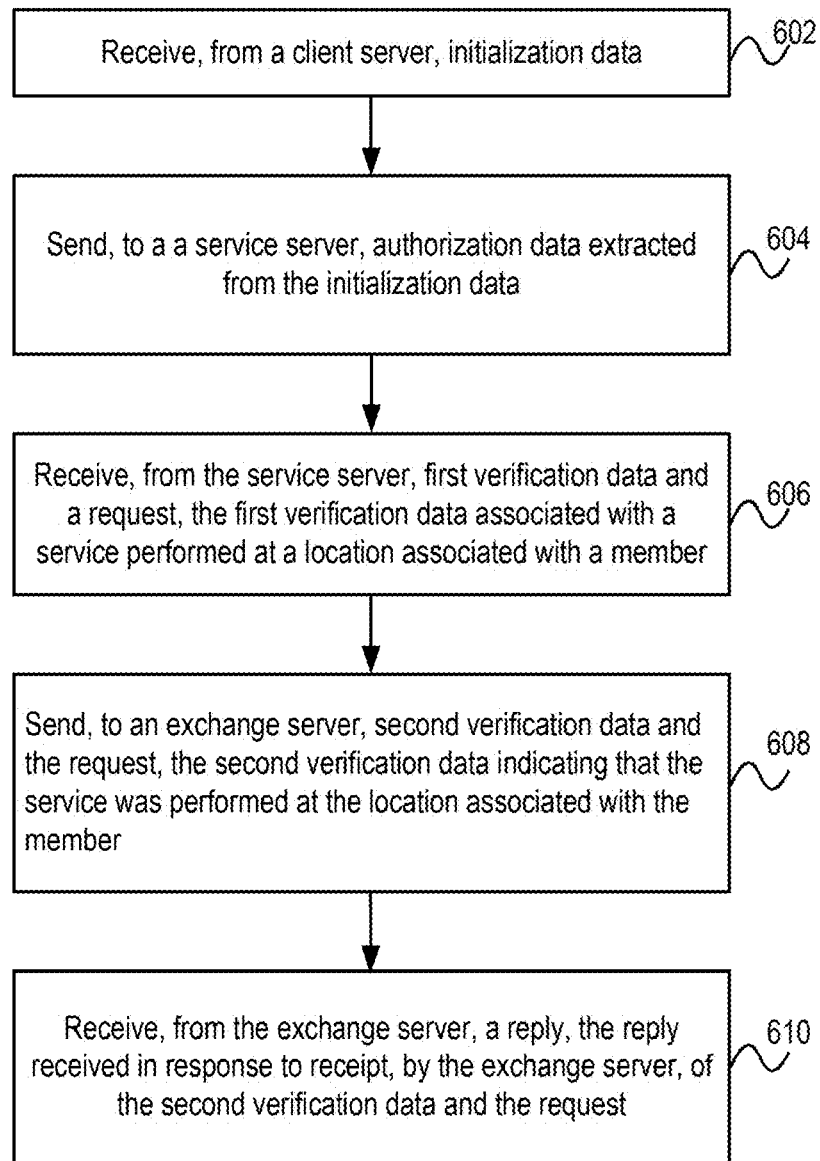 Receive, from a client server, initialization data
602
Send, to a a service server, authorization data extracted
from the initialization data
604
Receive, from the service server, first verification data and
a request, the first verification data associated with a
service performed at a location associated with a member
606
Send, to an exchange server, second verification data and
the request, the second verification data indicating that the
service was performed at the location associated with the
member
608
Receive, from the exchange server, a reply, the reply
received in response to receipt, by the exchange server, of
the second verification data and the request
610